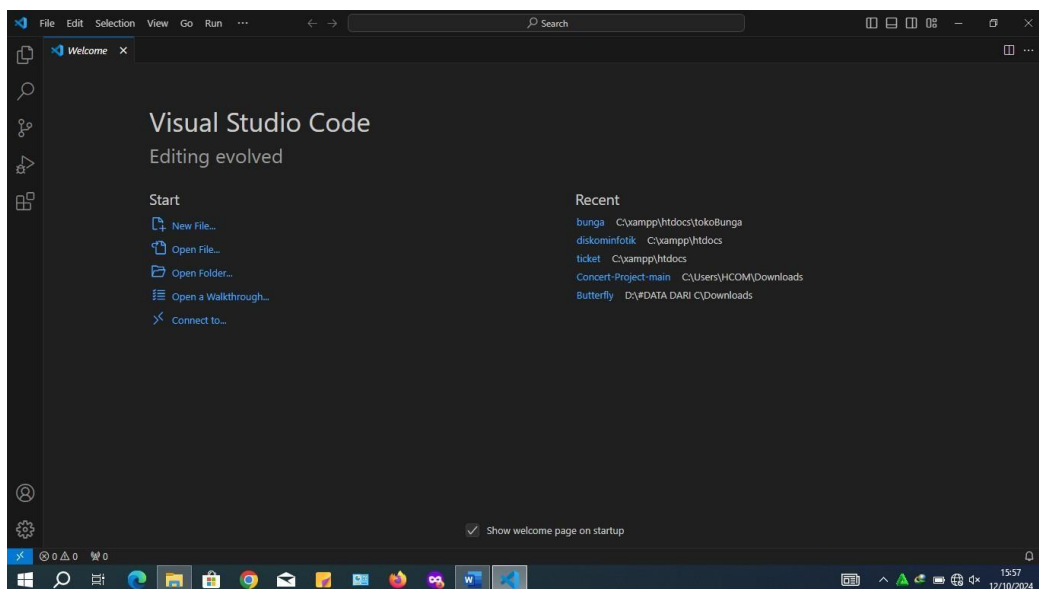 File Edit Selection View Go Run ··· Search
Welcome
Visual Studio Code
Editing evolved
Start
New File...
Open File...
Open Folder...
Open a Walkthrough...
Connect to...
Recent
bunga C:\xampp\htdocs\tokoBunga
diskominfotik C:\xampp\htdocs
ticket C:\xampp\htdocs
Concert-Project-main C:\Users\HCOM\Downloads
Butterfly D:\#DATA DARI C\Downloads
Show welcome page on startup
0 0 0
15:57
12/10/2024